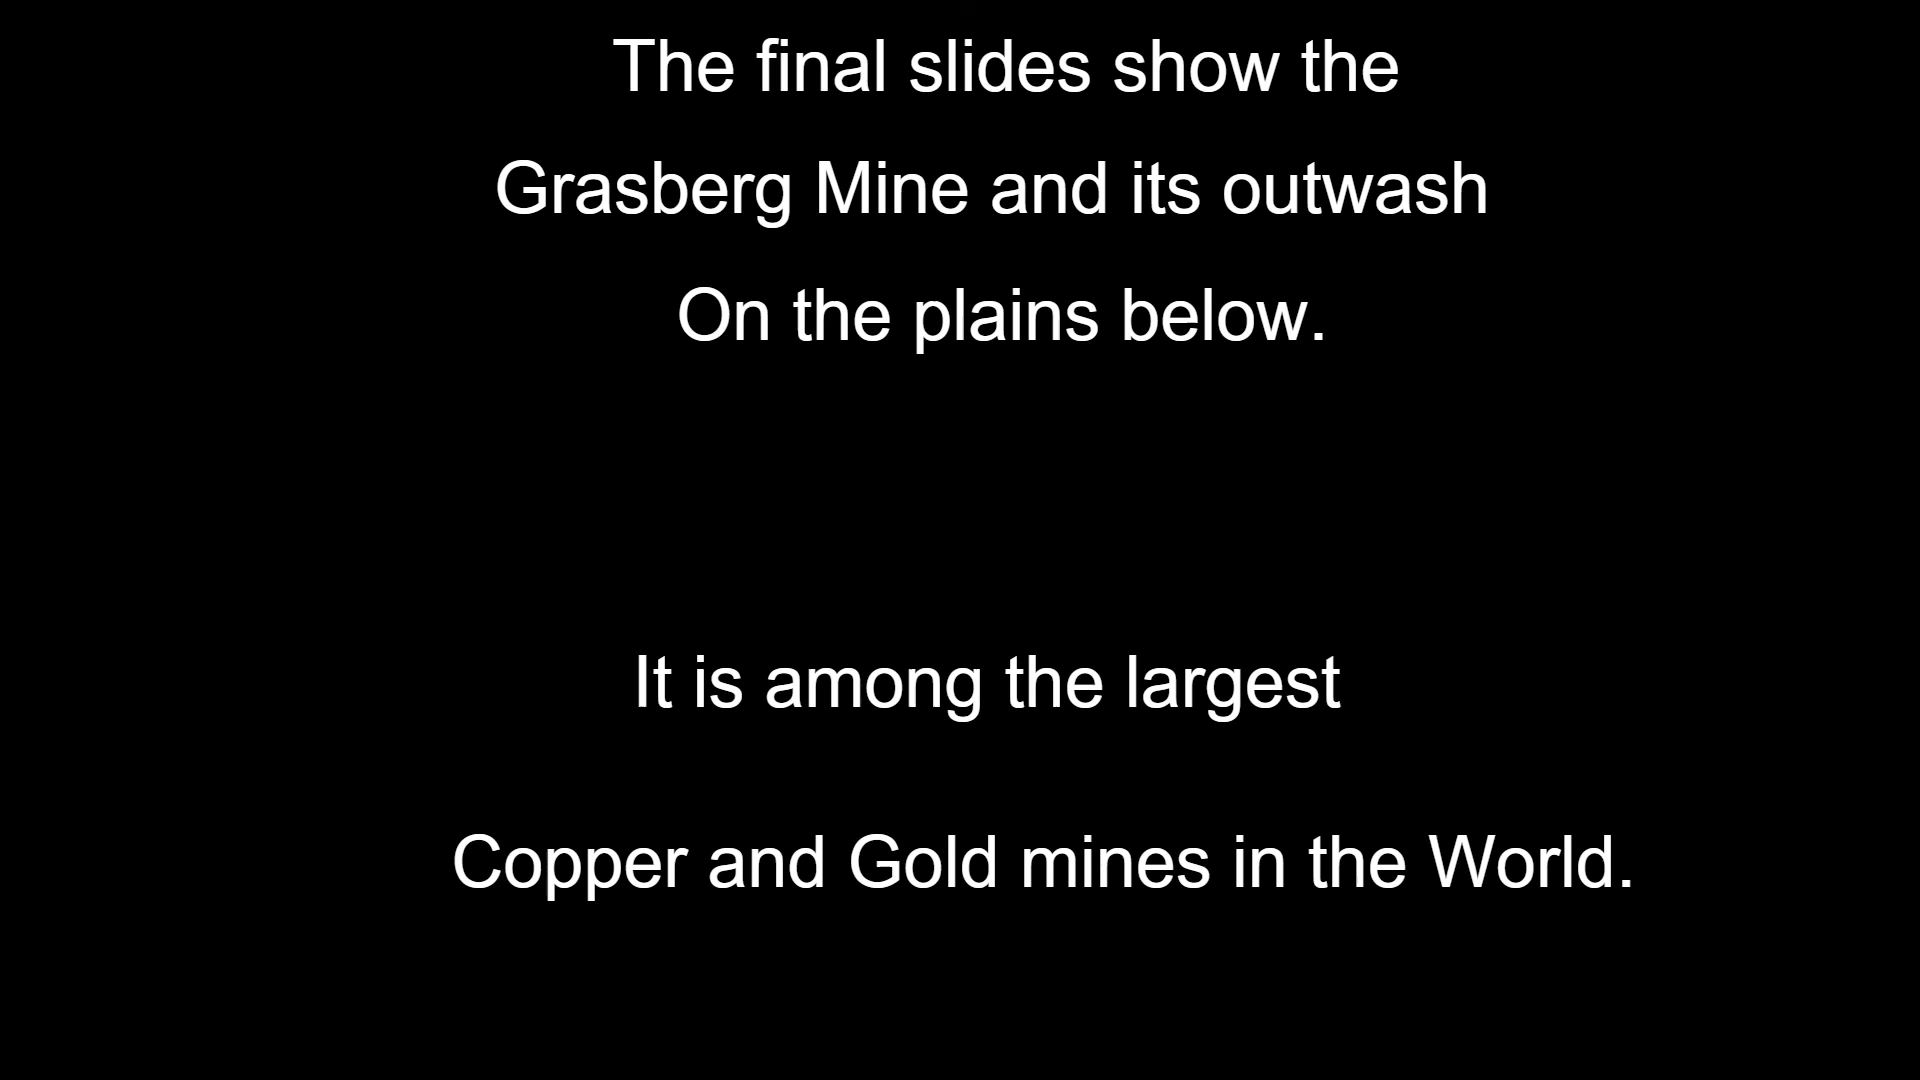 The final slides show the
Grasberg Mine and its outwash
On the plains below.
It is among the largest
Copper and Gold mines in the World.